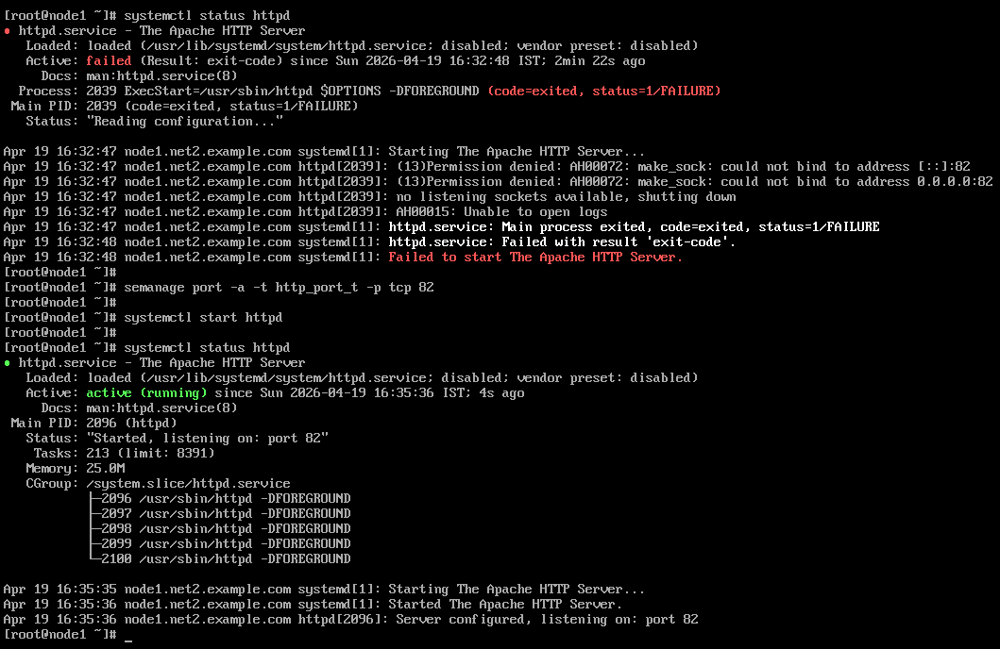 [root@node1 ~]# systemctl status httpd
● httpd.service - The Apache HTTP Server
   Loaded: loaded (/usr/lib/systemd/system/httpd.service; disabled; vendor preset: disabled)
   Active: failed (Result: exit-code) since Sun 2026-04-19 16:32:48 IST; 2min 22s ago
     Docs: man:httpd.service(8)
  Process: 2039 ExecStart=/usr/sbin/httpd $OPTIONS -DFOREGROUND (code=exited, status=1/FAILURE)
 Main PID: 2039 (code=exited, status=1/FAILURE)
   Status: "Reading configuration..."

Apr 19 16:32:47 node1.net2.example.com systemd[1]: Starting The Apache HTTP Server...
Apr 19 16:32:47 node1.net2.example.com httpd[2039]: (13)Permission denied: AH00072: make_sock: could not bind to address [::]:82
Apr 19 16:32:47 node1.net2.example.com httpd[2039]: (13)Permission denied: AH00072: make_sock: could not bind to address 0.0.0.0:82
Apr 19 16:32:47 node1.net2.example.com httpd[2039]: no listening sockets available, shutting down
Apr 19 16:32:47 node1.net2.example.com httpd[2039]: AH00015: Unable to open logs
Apr 19 16:32:47 node1.net2.example.com systemd[1]: httpd.service: Main process exited, code=exited, status=1/FAILURE
Apr 19 16:32:48 node1.net2.example.com systemd[1]: httpd.service: Failed with result 'exit-code'.
Apr 19 16:32:48 node1.net2.example.com systemd[1]: Failed to start The Apache HTTP Server.
[root@node1 ~]#
[root@node1 ~]# semanage port -a -t http_port_t -p tcp 82
[root@node1 ~]#
[root@node1 ~]# systemctl start httpd
[root@node1 ~]#
[root@node1 ~]# systemctl status httpd
● httpd.service - The Apache HTTP Server
   Loaded: loaded (/usr/lib/systemd/system/httpd.service; disabled; vendor preset: disabled)
   Active: active (running) since Sun 2026-04-19 16:35:36 IST; 4s ago
     Docs: man:httpd.service(8)
 Main PID: 2096 (httpd)
   Status: "Started, listening on: port 82"
    Tasks: 213 (limit: 8391)
   Memory: 25.0M
   CGroup: /system.slice/httpd.service
           ├─2096 /usr/sbin/httpd -DFOREGROUND
           ├─2097 /usr/sbin/httpd -DFOREGROUND
           ├─2098 /usr/sbin/httpd -DFOREGROUND
           ├─2099 /usr/sbin/httpd -DFOREGROUND
           └─2100 /usr/sbin/httpd -DFOREGROUND

Apr 19 16:35:35 node1.net2.example.com systemd[1]: Starting The Apache HTTP Server...
Apr 19 16:35:36 node1.net2.example.com systemd[1]: Started The Apache HTTP Server.
Apr 19 16:35:36 node1.net2.example.com httpd[2096]: Server configured, listening on: port 82
[root@node1 ~]# _